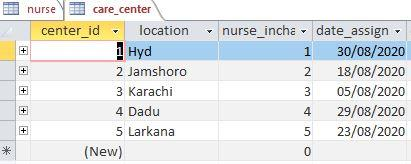 nurse care_center
center_id location nurse_incha date_assign
1 Hyd 1 30/08/2020
2 Jamshoro 2 18/08/2020
3 Karachi 3 05/08/2020
4 Dadu 4 29/08/2020
5 Larkana 5 23/08/2020
(New) 0